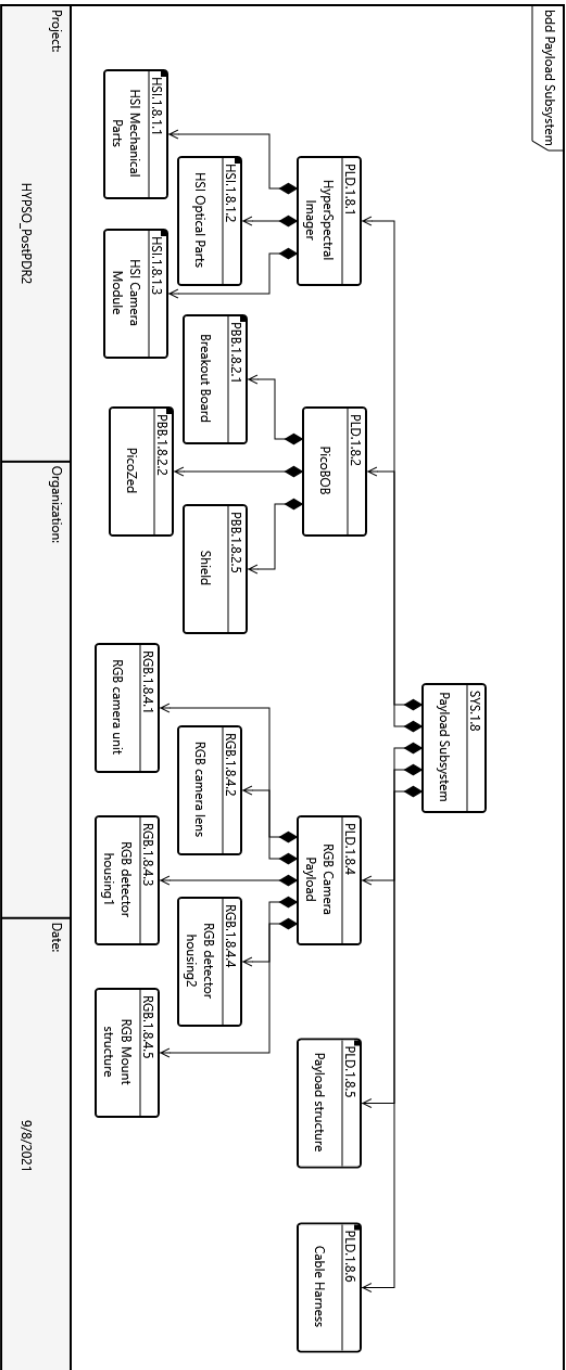 bdd Payload Subsystem
SYS.1.8
Payload Subsystem
PLD.1.8.1
HyperSpectral
Imager
PLD.1.8.2
PicoBOB
PLD.1.8.4
RGB Camera
Payload
PLD.1.8.5
Payload structure
PLD.1.8.6
Cable Harness
HSI.1.8.1.1
HSI Mechanical
Parts
HSI.1.8.1.2
HSI Optical Parts
HSI.1.8.1.3
HSI Camera
Module
PBB.1.8.2.1
Breakout Board
PBB.1.8.2.2
PicoZed
PBB.1.8.2.5
Shield
RGB.1.8.4.1
RGB camera unit
RGB.1.8.4.2
RGB camera lens
RGB.1.8.4.3
RGB detector
housing1
RGB.1.8.4.4
RGB detector
housing2
RGB.1.8.4.5
RGB Mount
structure
Project:
HYPSO_PostPDR2
Organization:
Date:
9/8/2021